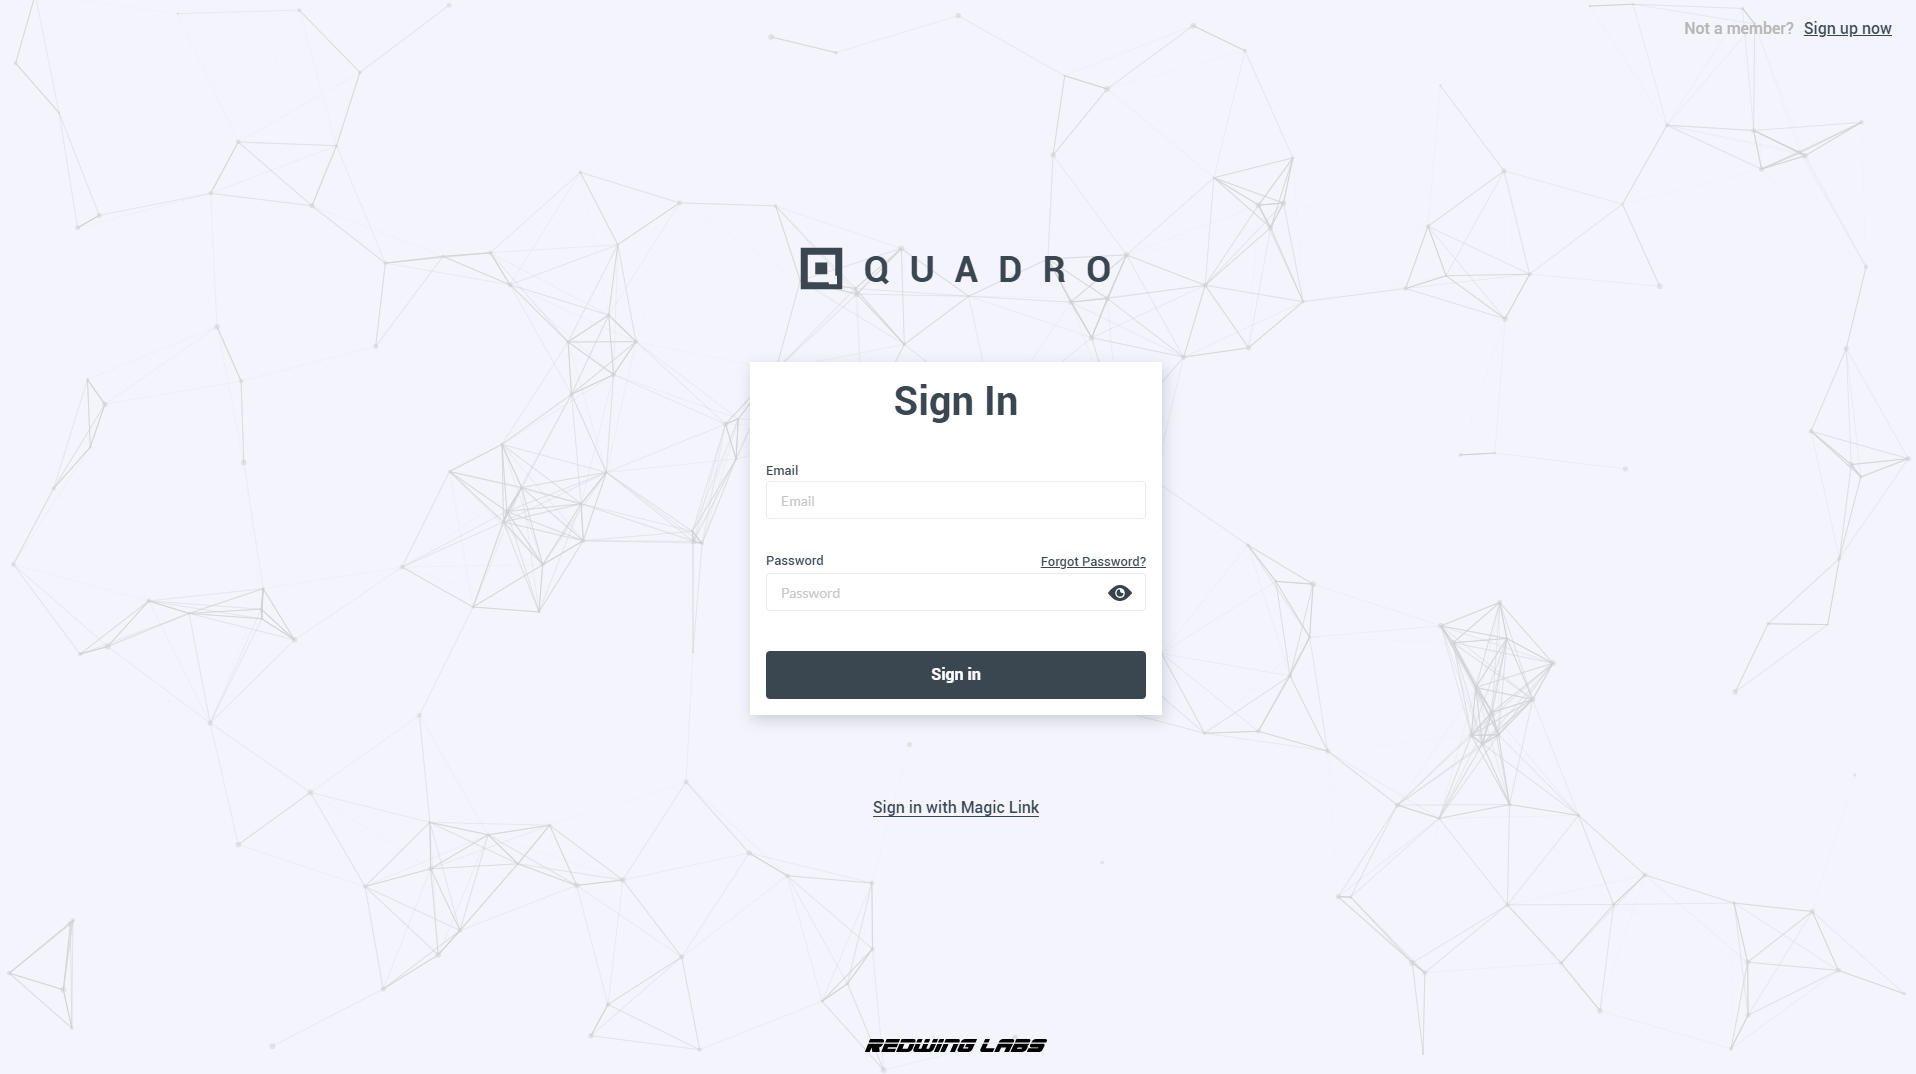 Not a member? Sign up now
QUADRO
Sign In
Email
Email
Password Forgot Password?
Password
Sign in
Sign in with Magic Link
REDWING LABS